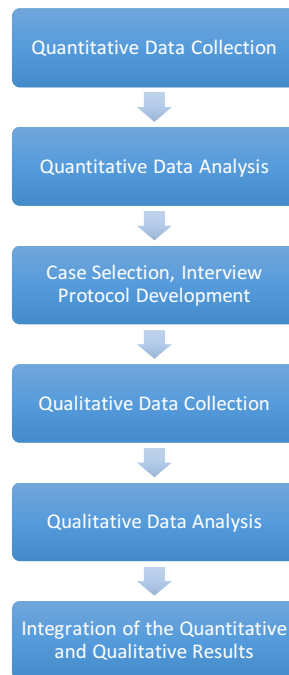 Quantitative Data Collection
Quantitative Data Analysis
Case Selection, Interview
Protocol Development
Qualitative Data Collection
Qualitative Data Analysis
Integration of the Quantitative
and Qualitative Results